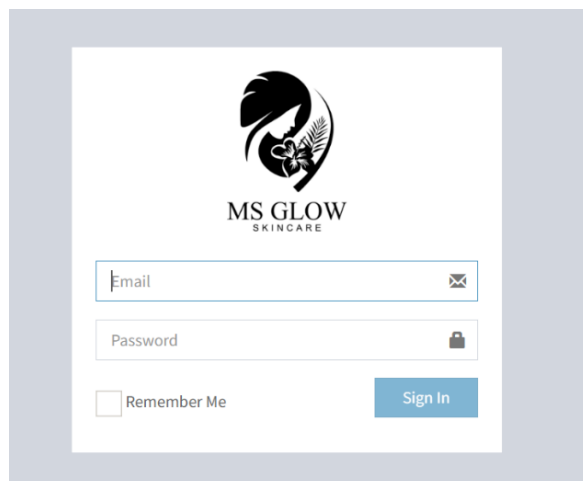 MS GLOW
SKINCARE
Email
Password
Remember Me
Sign In